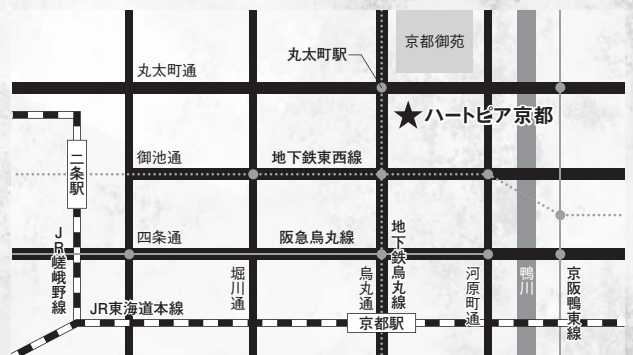 京都御苑
丸太町駅
丸太町通
★ハートピア京都
二条駅
御池通
地下鉄東西線
四条通
阪急烏丸線
地下鉄烏丸線
JR嵯峨野線
堀川通
烏丸通
河原町通
鴨川
京阪鴨東線
JR東海道本線
京都駅